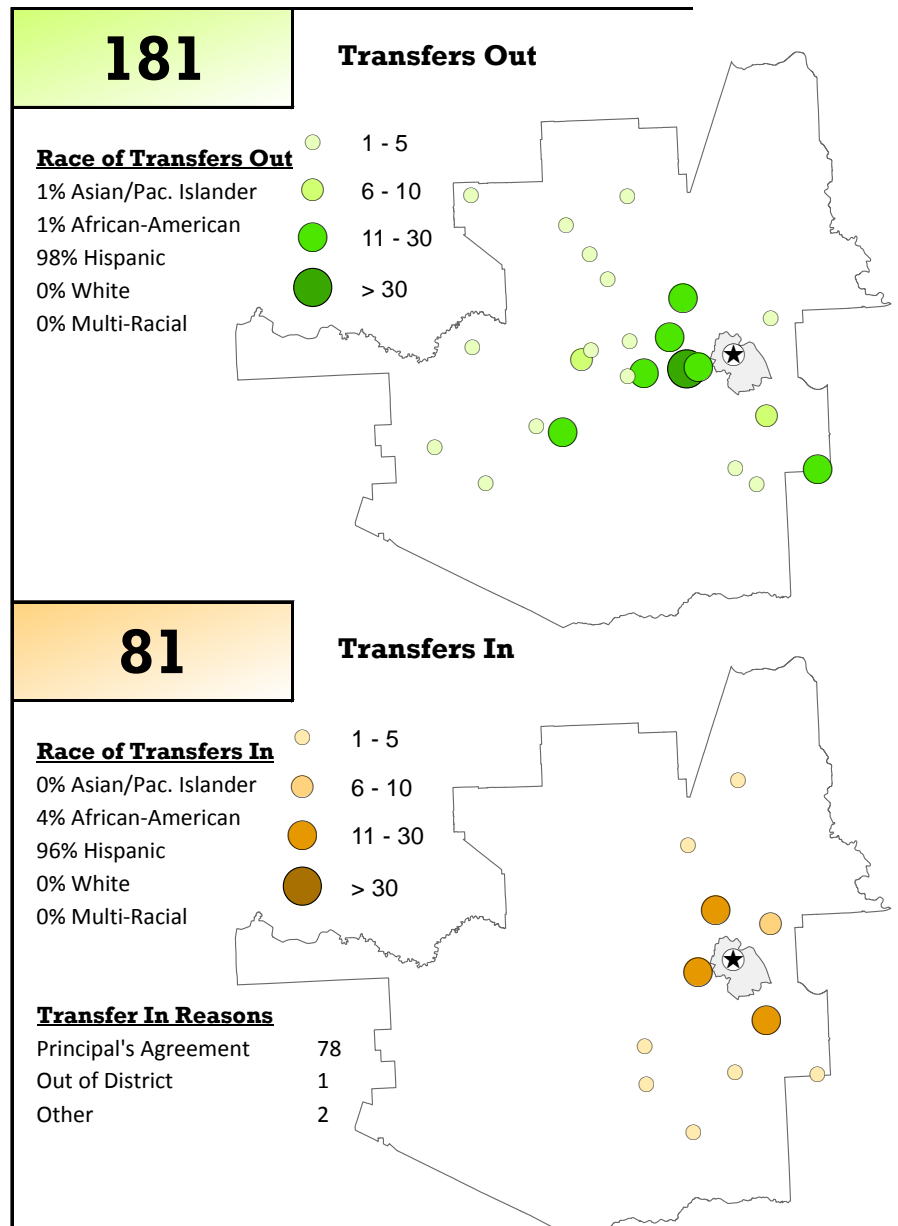 181
Transfers Out
Race of Transfers Out
1% Asian/Pac. Islander
1% African-American
98% Hispanic
0% White
0% Multi-Racial
1 - 5
6 - 10
11 - 30
> 30
81
Transfers In
Race of Transfers In
0% Asian/Pac. Islander
4% African-American
96% Hispanic
0% White
0% Multi-Racial
1 - 5
6 - 10
11 - 30
> 30
Transfer In Reasons
Principal's Agreement 78
Out of District 1
Other 2